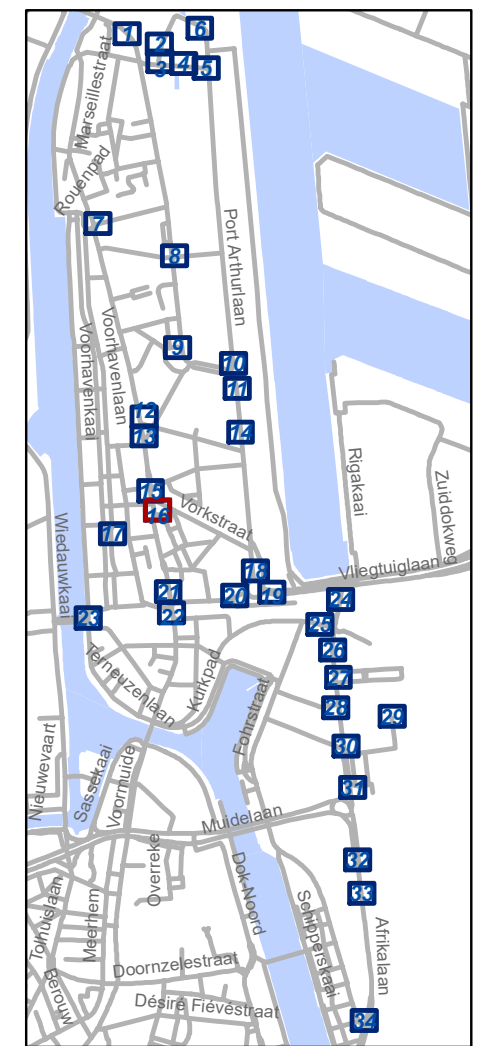 1
2
3
4
5
6
Marseillestraat
Rouenpad
7
8
Port Arthurlaan
Voorhavenlaan
Voorhavenkaai
9
10
11
12
13
14
15
16
Vorkstraat
17
Rigakaai
Zuiddokweg
Wiedauwkaai
Vliegtuiglaan
18
19
20
21
22
23
24
25
26
27
28
29
30
31
Terneuzenlaan
Kurkpad
Fohrstraat
Nieuwevaart
Sassekaai
Voormuide
Muidelaan
Overreke
32
33
Dok-Noord
Schipperskaai
Afrikalaan
Tolhuislaan
Meerhem
Berouw
Doornzelestraat
Désiré Fiévéstraat
34